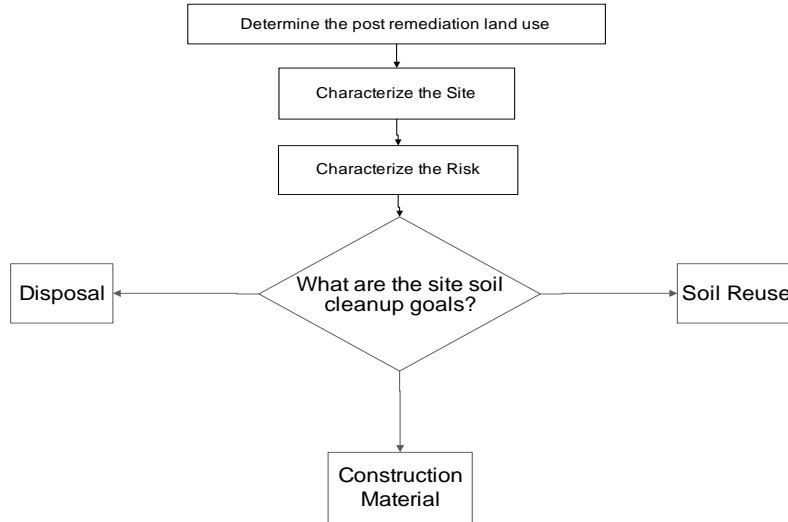 Determine the post remediation land use
Characterize the Site
Characterize the Risk
What are the site soil
cleanup goals?
Disposal
Soil Reuse
Construction
Material